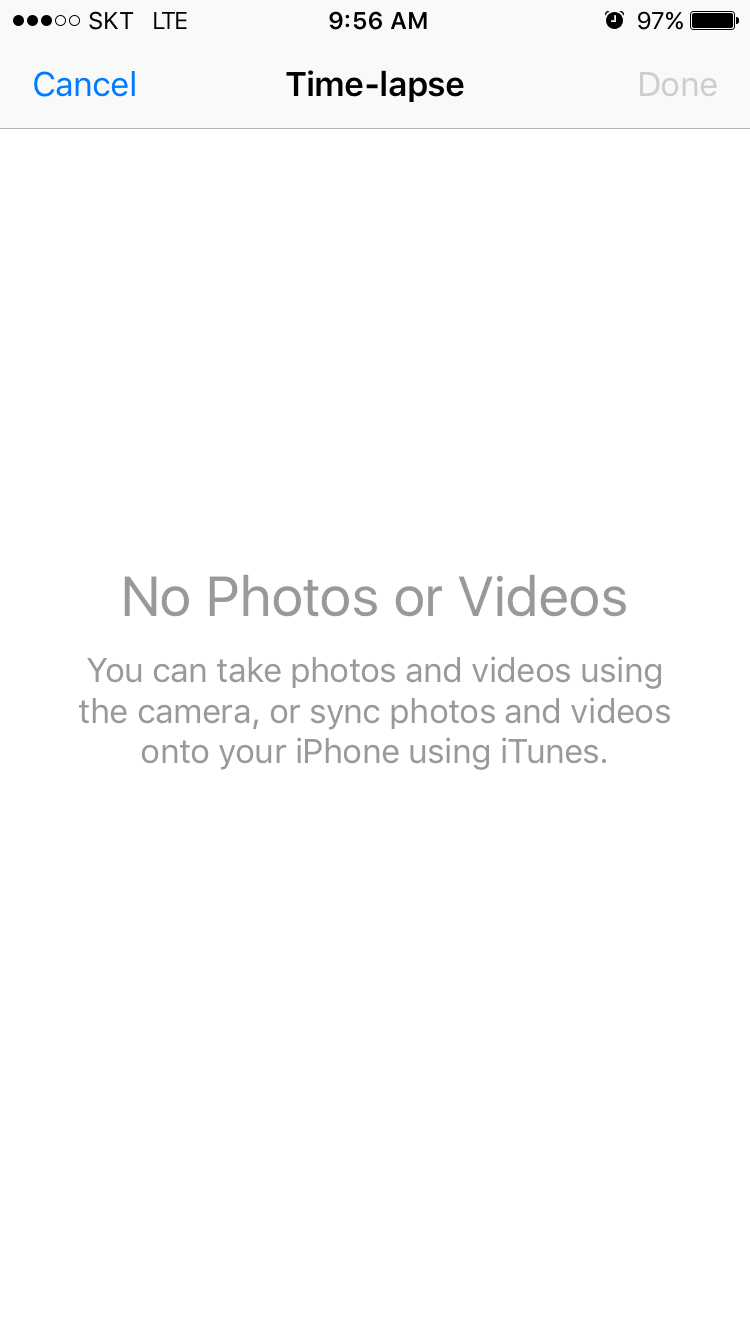 SKT LTE 9:56 AM 97%
Cancel Time-lapse Done
No Photos or Videos
You can take photos and videos using
the camera, or sync photos and videos
onto your iPhone using iTunes.